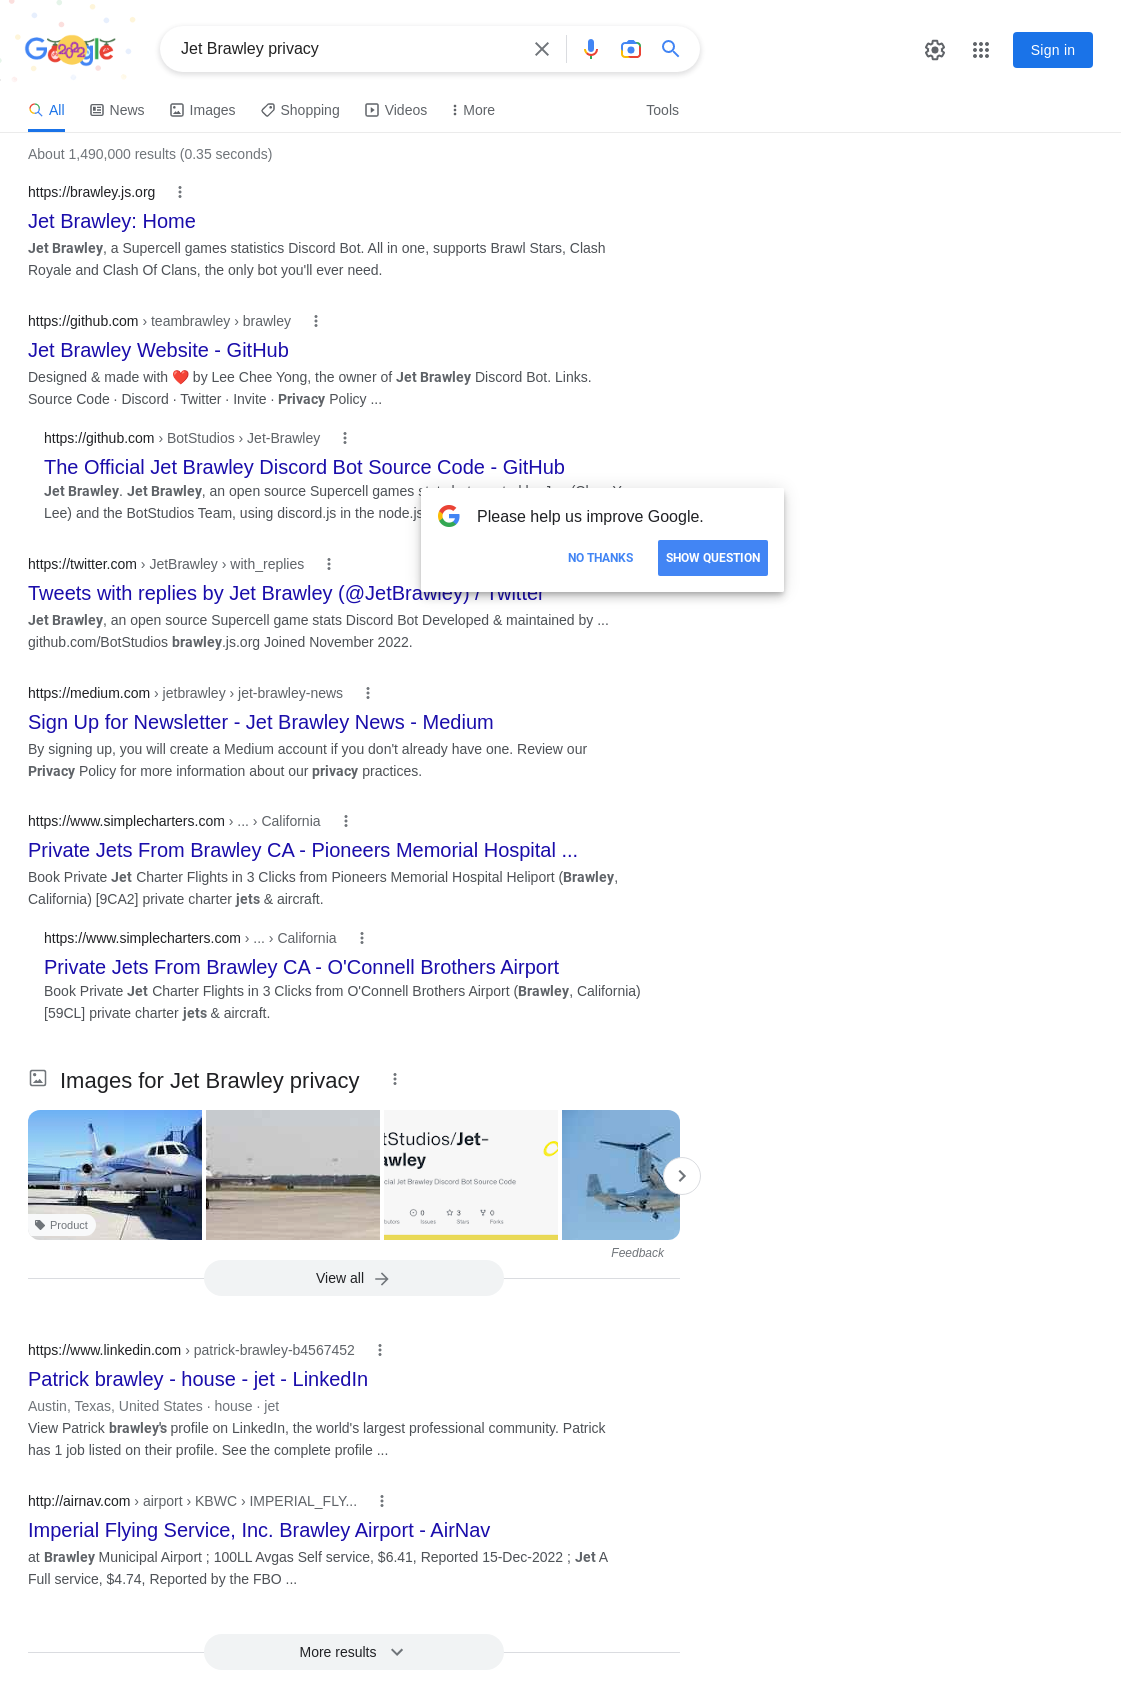 Google
Jet Brawley privacy
Sign in
All
News
Images
Shopping
Videos
More
Tools
About 1,490,000 results (0.35 seconds)
https://brawley.js.org
Jet Brawley: Home
Jet Brawley, a Supercell games statistics Discord Bot. All in one, supports Brawl Stars, Clash
Royale and Clash Of Clans, the only bot you'll ever need.
https://github.com › teambrawley › brawley
Jet Brawley Website - GitHub
Designed & made with ❤️ by Lee Chee Yong, the owner of Jet Brawley Discord Bot. Links.
Source Code · Discord · Twitter · Invite · Privacy Policy ...
https://github.com › BotStudios › Jet-Brawley
The Official Jet Brawley Discord Bot Source Code - GitHub
Jet Brawley. Jet Brawley, an open source Supercell games
Lee) and the BotStudios Team, using discord.js in the node.js
Please help us improve Google.
NO THANKS
SHOW QUESTION
https://twitter.com › JetBrawley › with_replies
Tweets with replies by Jet Brawley (@JetBrawley) / Twitter
Jet Brawley, an open source Supercell game stats Discord Bot Developed & maintained by ...
github.com/BotStudios brawley.js.org Joined November 2022.
https://medium.com › jetbrawley › jet-brawley-news
Sign Up for Newsletter - Jet Brawley News - Medium
By signing up, you will create a Medium account if you don't already have one. Review our
Privacy Policy for more information about our privacy practices.
https://www.simplecharters.com › ... › California
Private Jets From Brawley CA - Pioneers Memorial Hospital ...
Book Private Jet Charter Flights in 3 Clicks from Pioneers Memorial Hospital Heliport (Brawley,
California) [9CA2] private charter jets & aircraft.
https://www.simplecharters.com › ... › California
Private Jets From Brawley CA - O'Connell Brothers Airport
Book Private Jet Charter Flights in 3 Clicks from O'Connell Brothers Airport (Brawley, California)
[59CL] private charter jets & aircraft.
Images for Jet Brawley privacy
tStudios/Jet-
awley
cial Jet Brawley Discord Bot Source Code
0
3
0
Issues
Stars
Forks
Product
Feedback
View all
https://www.linkedin.com › patrick-brawley-b4567452
Patrick brawley - house - jet - LinkedIn
Austin, Texas, United States · house · jet
View Patrick brawley's profile on LinkedIn, the world's largest professional community. Patrick
has 1 job listed on their profile. See the complete profile ...
http://airnav.com › airport › KBWC › IMPERIAL_FLY...
Imperial Flying Service, Inc. Brawley Airport - AirNav
at Brawley Municipal Airport ; 100LL Avgas Self service, $6.41, Reported 15-Dec-2022 ; Jet A
Full service, $4.74, Reported by the FBO ...
More results